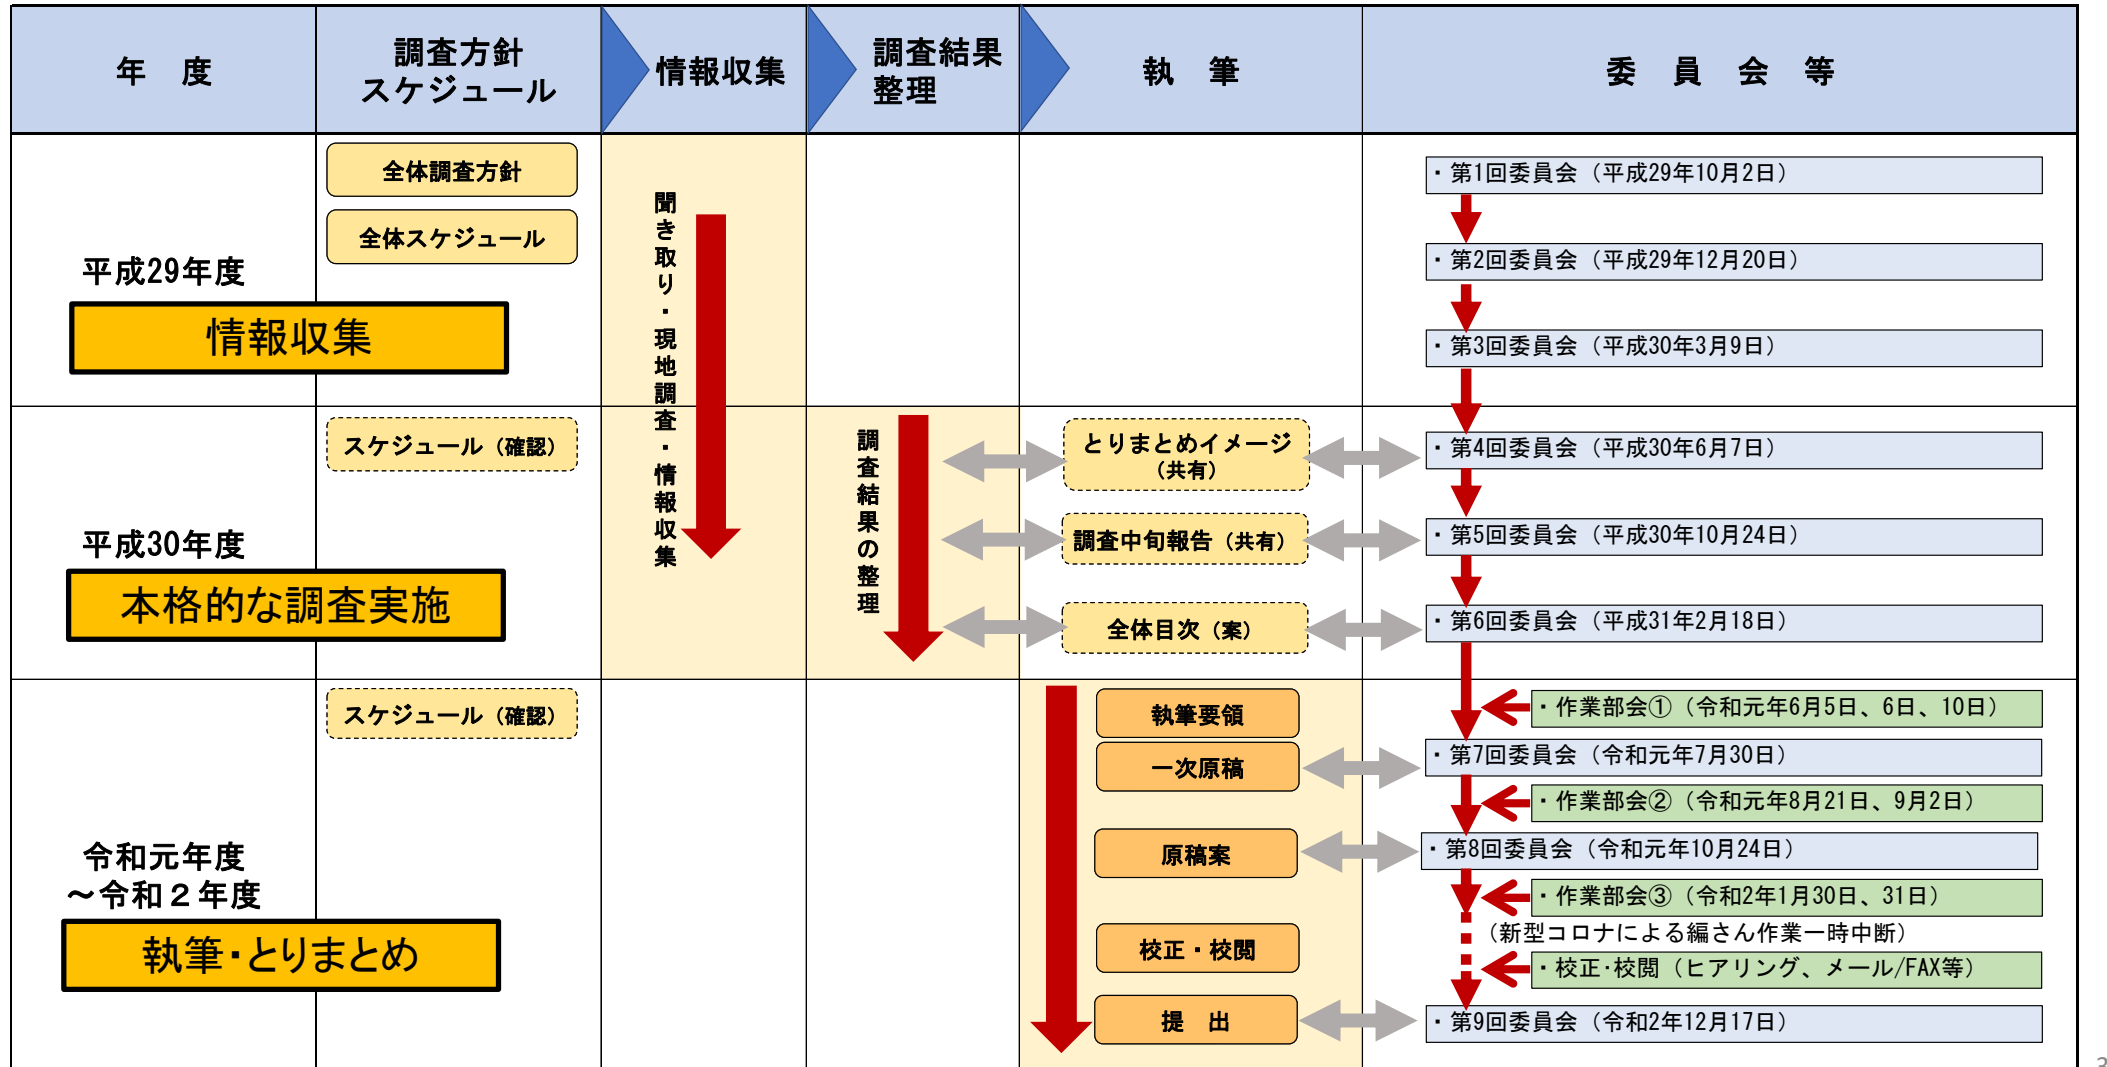 年　度
調査方針
スケジュール
情報収集
調査結果
整理
執　筆
委　員　会　等
平成29年度
情報収集
全体調査方針
全体スケジュール
聞き取り・現地調査・情報収集
・第1回委員会（平成29年10月2日）
・第2回委員会（平成29年12月20日）
・第3回委員会（平成30年3月9日）
平成30年度
本格的な調査実施
スケジュール（確認）
調査結果の整理
とりまとめイメージ
（共有）
調査中旬報告（共有）
全体目次（案）
・第4回委員会（平成30年6月7日）
・第5回委員会（平成30年10月24日）
・第6回委員会（平成31年2月18日）
令和元年度
～令和２年度
執筆・とりまとめ
スケジュール（確認）
執筆要領
一次原稿
原稿案
校正・校閲
提　出
・作業部会①（令和元年6月5日、6日、10日）
・第7回委員会（令和元年7月30日）
・作業部会②（令和元年8月21日、9月2日）
・第8回委員会（令和元年10月24日）
・作業部会③（令和2年1月30日、31日）
（新型コロナによる編さん作業一時中断）
・校正・校閲（ヒアリング、メール/FAX等）
・第9回委員会（令和2年12月17日）
3